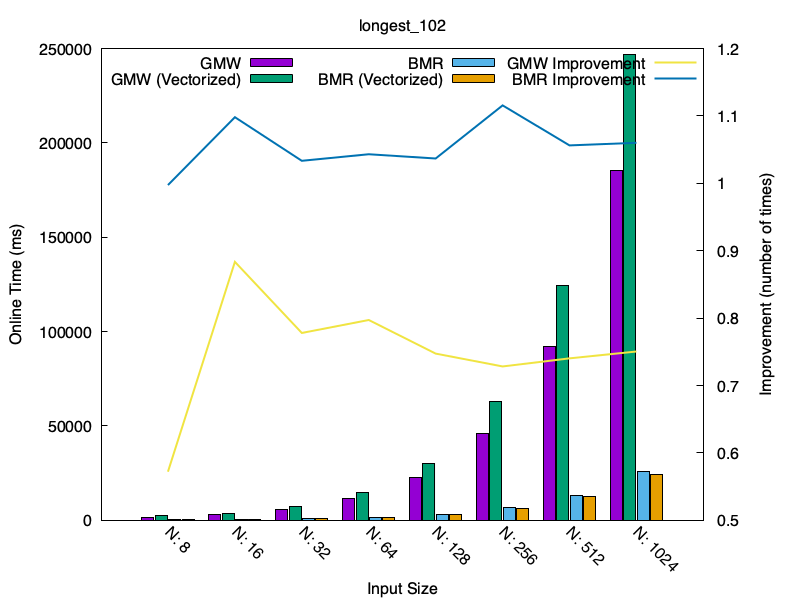 longest_102
GMW
GMW (Vectorized)
BMR
BMR (Vectorized)
GMW Improvement
BMR Improvement
250000
200000
150000
100000
50000
0
Online Time (ms)
1.2
1.1
1
0.9
0.8
0.7
0.6
0.5
Improvement (number of times)
N: 8
N: 16
N: 32
N: 64
N: 128
N: 256
N: 512
N: 1024
Input Size